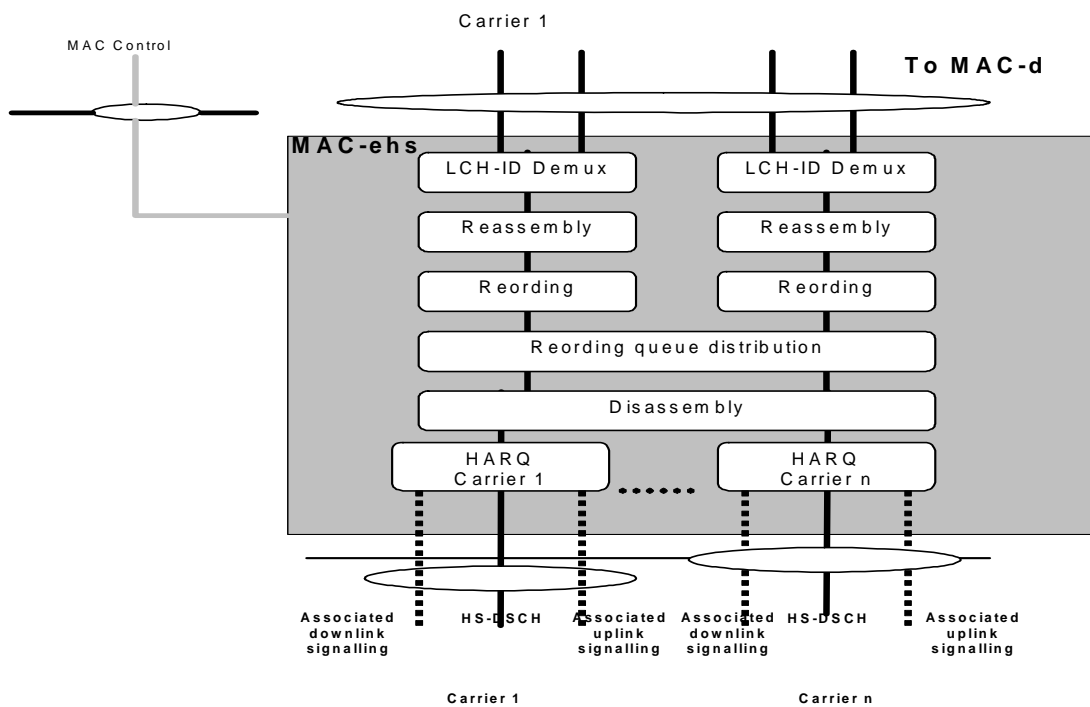 Carrier 1
MAC Control
To MAC-d
MAC-ehs
LCH-ID Demux
LCH-ID Demux
Reassembly
Reassembly
Reording
Reording
Reording queue distribution
Disassembly
HARQ
Carrier 1
HARQ
Carrier n
Associated
downlink
signalling
HS-DSCH
Associated
uplink
signalling
Associated
downlink
signalling
HS-DSCH
Associated
uplink
signalling
Carrier 1
Carrier n